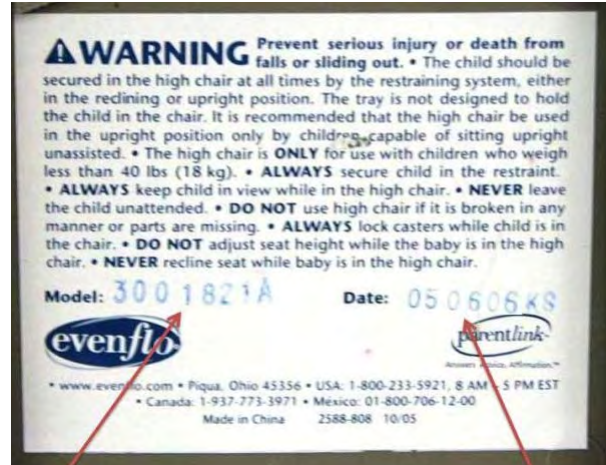 WARNING Prevent serious injury or death from
falls or sliding out. • The child should be
secured in the high chair at all times by the restraining system, either
in the reclining or upright position. The tray is not designed to hold
the child in the chair. It is recommended that the high chair be used
in the upright position only by children capable of sitting upright
unassisted. • The high chair is ONLY for use with children who weigh
less than 40 lbs (18 kg). • ALWAYS secure child in the restraint.
• ALWAYS keep child in view while in the high chair. • NEVER leave
the child unattended. • DO NOT use high chair if it is broken in any
manner or parts are missing. • ALWAYS lock casters while child is in
the chair. • DO NOT adjust seat height while the baby is in the high
chair. • NEVER recline seat while baby is in the high chair.
Model: 3001821A Date: 050606KS
evenflo parentlink
Answers. Advice. Affirmation.™
• www.evenflo.com • Piqua, Ohio 45356 • USA: 1-800-233-5921, 8 AM - 5 PM EST
• Canada: 1-937-773-3971 • Mexico: 01-800-706-12-00
Made in China 2588-808 10/05